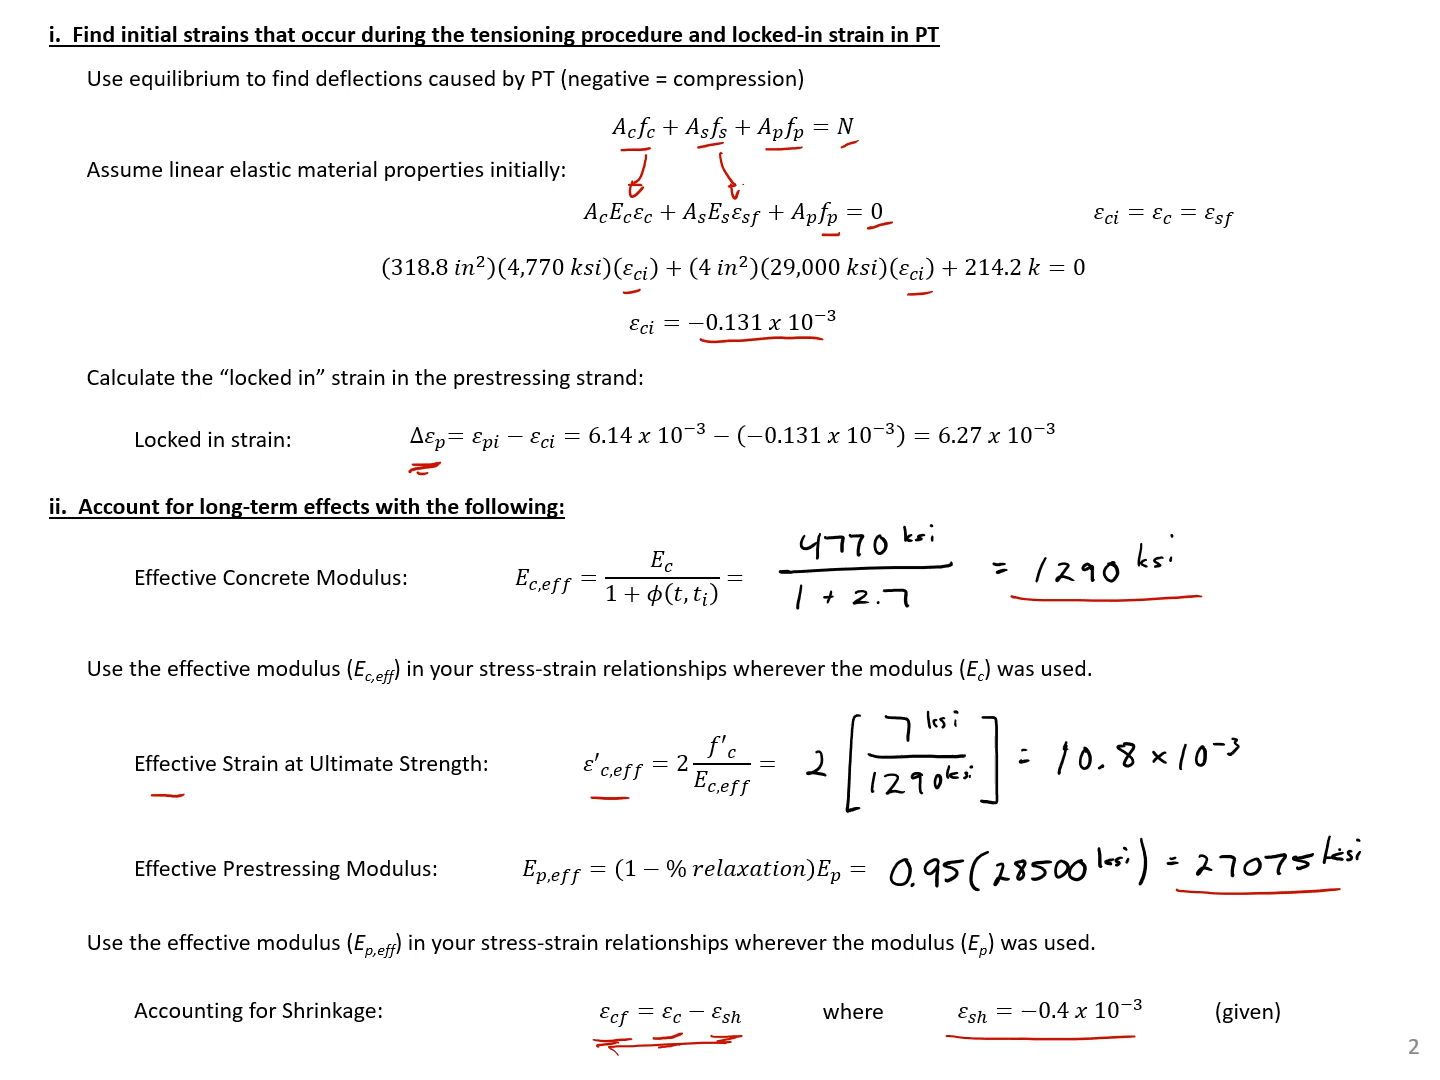 i. Find initial strains that occur during the tensioning procedure and locked-in strain in PT
Use equilibrium to find deflections caused by PT (negative = compression)
A_c f_c + A_s f_s + A_p f_p = N
Assume linear elastic material properties initially:
A_c E_c ε_c + A_s E_s ε_sf + A_p f_p = 0 ε_ci = ε_c = ε_sf
(318.8 in²)(4,770 ksi)(ε_ci) + (4 in²)(29,000 ksi)(ε_ci) + 214.2 k = 0
ε_ci = −0.131 x 10⁻³
Calculate the “locked in” strain in the prestressing strand:
Locked in strain: Δε_p = ε_pi − ε_ci = 6.14 x 10⁻³ − (−0.131 x 10⁻³) = 6.27 x 10⁻³
ii. Account for long-term effects with the following:
Effective Concrete Modulus: E_c,eff = E_c / (1 + ϕ(t, t_i)) = 4770 ksi / (1 + 2.7) = 1290 ksi
Use the effective modulus (E_c,eff) in your stress-strain relationships wherever the modulus (E_c) was used.
Effective Strain at Ultimate Strength: ε'_c,eff = 2 f'_c / E_c,eff = 2 [7 ksi / 1290 ksi] = 10.8 × 10⁻³
Effective Prestressing Modulus: E_p,eff = (1 − % relaxation)E_p = 0.95(28500 ksi) = 27075 ksi
Use the effective modulus (E_p,eff) in your stress-strain relationships wherever the modulus (E_p) was used.
Accounting for Shrinkage: ε_cf = ε_c − ε_sh where ε_sh = −0.4 x 10⁻³ (given)
2